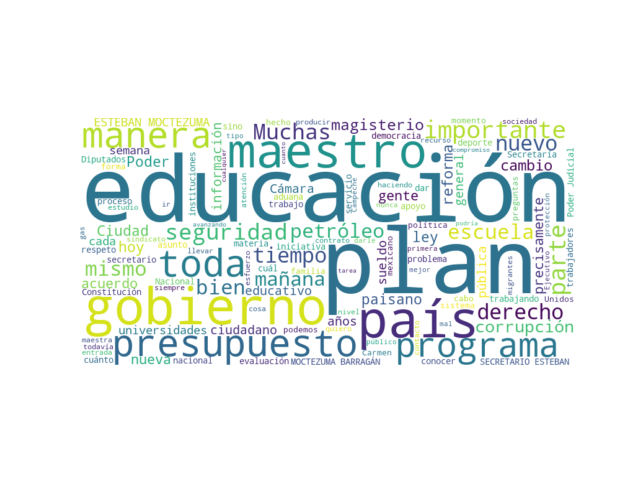 ESTEBAN MOCTEZUMA
sino
hecho
producir
momento
sociedad
manera
Muchas
magisterio
importante
tipo
democracia
recurso
deporte
compromiso
Secretaría
nuevo
semana
Diputados
Poder
forma
información
instituciones
cualquier
maestro
cuanto
reforma
general
cambio
Poder Judicial
educación
proceso
estudio
ir
atención
Cámara
aduana
trabajo
servicio
Campeche
gente
haciendo
dar
nunca
apoyo
preguntas
gas
avanzando
seguridad
petróleo
podría
Ciudad
cada
sindicato
materia
iniciativa
contrato
darle
política
ley
escuela
parte
precisamente
Ejecutivo
protección
trabajadores
respeto
asunto
llevar
toda
tiempo
esfuerzo
sueldo
mexicano
problema
primera
mejor
pública
migrantes
mismo
secretario
cuál
familia
mañana
plan
acuerdo
Nacional
bien
educativo
tarea
paisano
cabo
sistema
trabajando
Unidos
Constitución
siempre
cosa
nivel
gobierno
país
contacto
mal
derecho
universidades
ciudadano
podemos
años
quiero
corrupción
maestra
todavía
presupuesto
público
programa
entrada
cuánto
nueva
nacional
evaluación
Carmen
MOCTEZUMA BARRAGÁN
conocer
SECRETARIO ESTEBAN
hoy